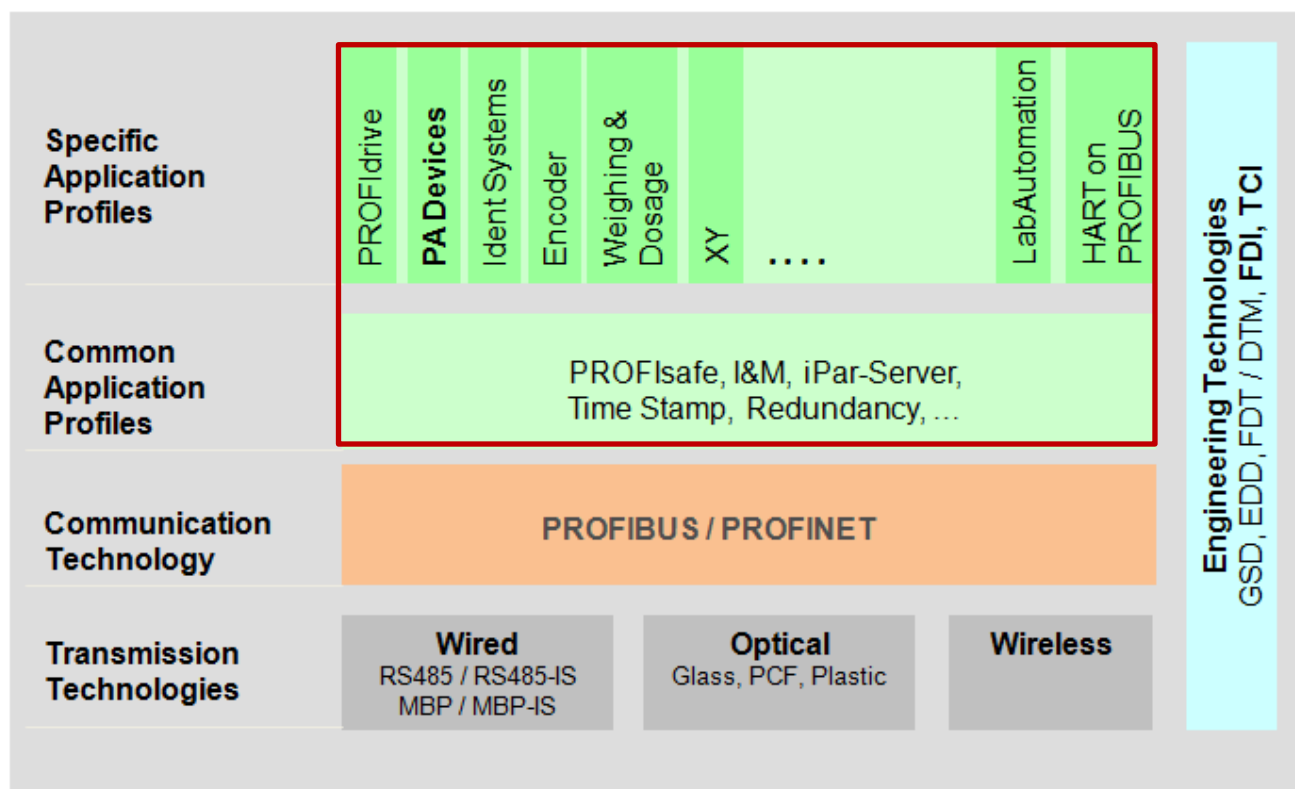 Specific
Application
Profiles
PROFIdrive
PA Devices
Ident Systems
Encoder
Weighing &
Dosage
XY
....
LabAutomation
HART on
PROFIBUS
Common
Application
Profiles
PROFIsafe, I&M, iPar-Server,
Time Stamp, Redundancy, ...
Communication
Technology
PROFIBUS / PROFINET
Transmission
Technologies
Wired
RS485 / RS485-IS
MBP / MBP-IS
Optical
Glass, PCF, Plastic
Wireless
Engineering Technologies
GSD, EDD, FDT / DTM, FDI, TCI